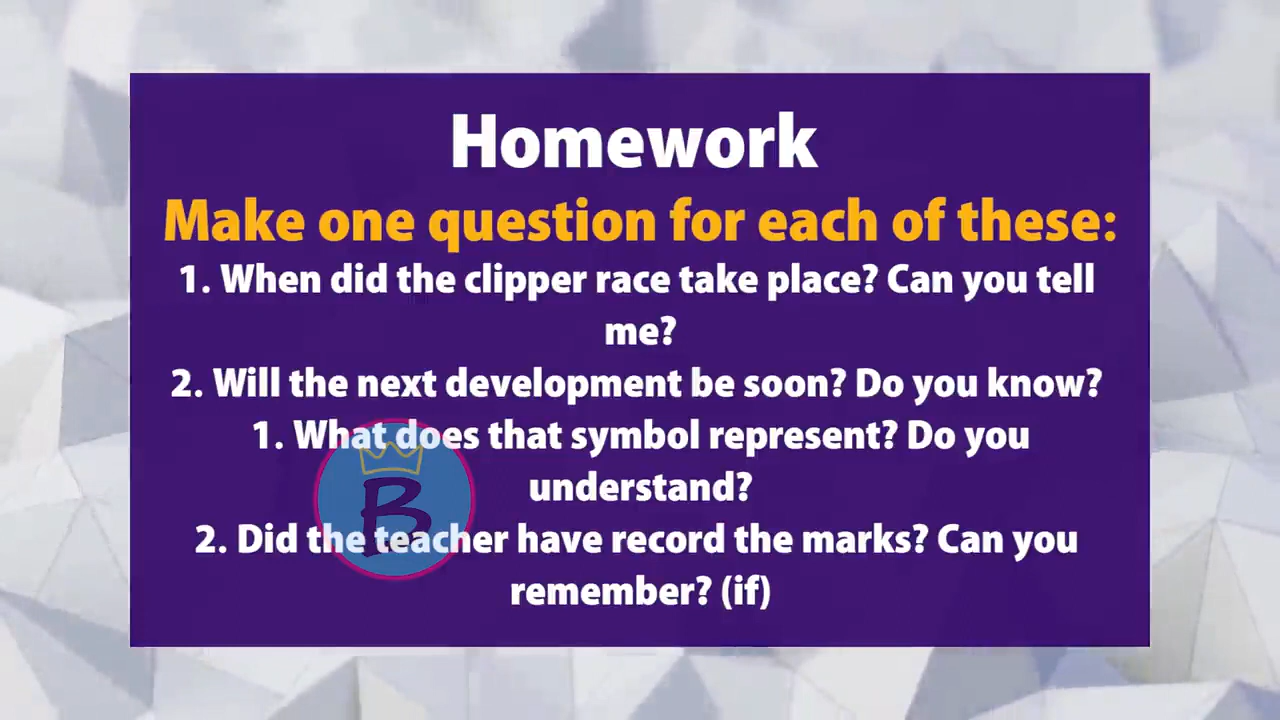 Homework
Make one question for each of these:
1. When did the clipper race take place? Can you tell
me?
2. Will the next development be soon? Do you know?
1. What does that symbol represent? Do you
understand?
2. Did the teacher have record the marks? Can you
remember? (if)
B